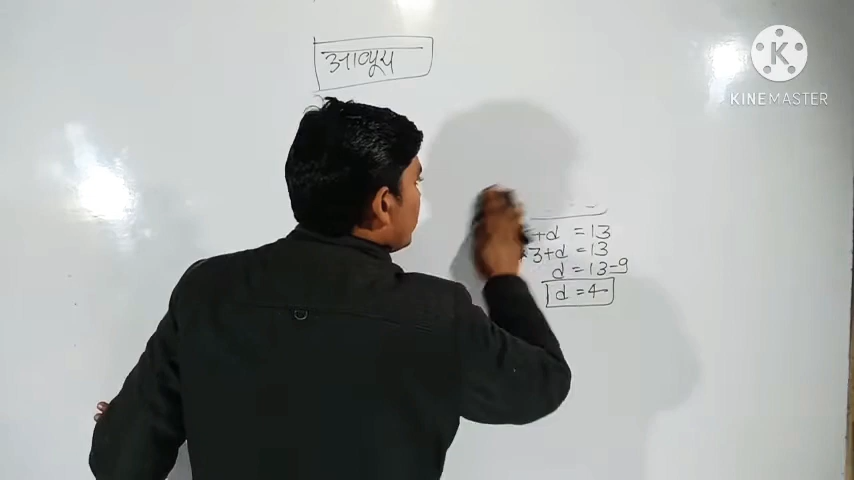 आव्यूह
+d = 13
3+d = 13
d = 13-9
d = 4
K
KINEMASTER